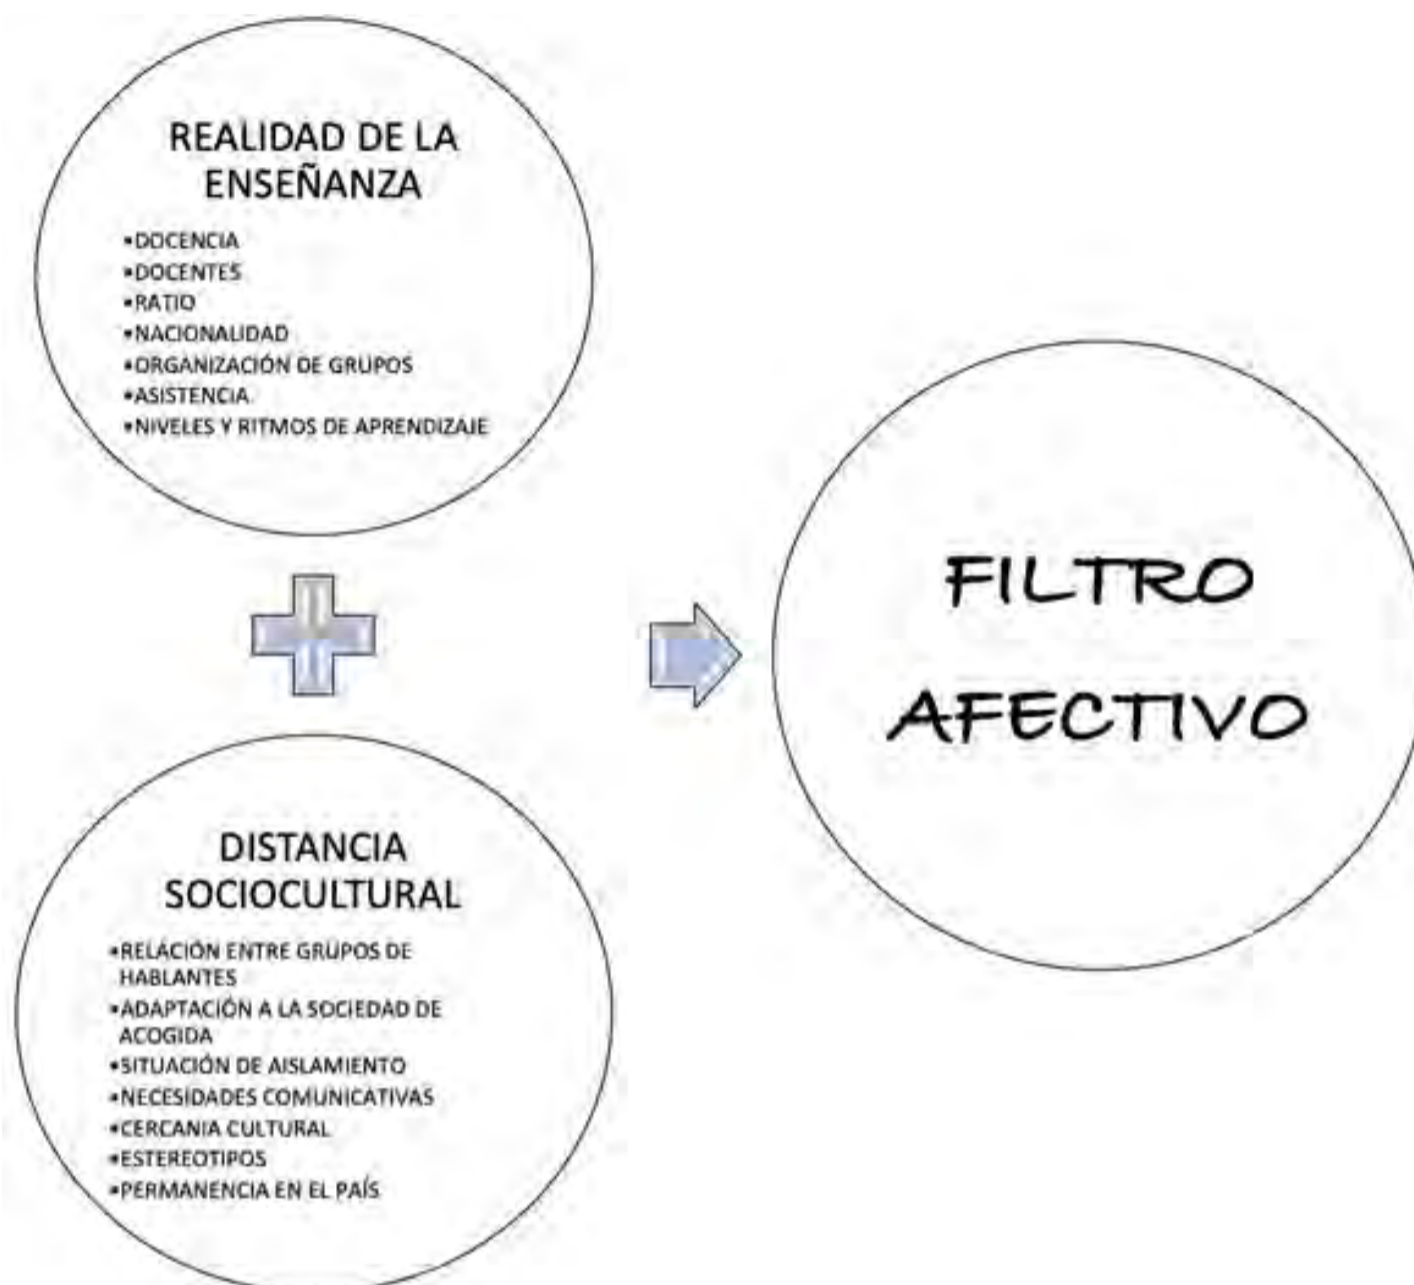 REALIDAD DE LA
ENSEÑANZA
•DOCENCIA
•DOCENTES
•RATIO
•NACIONALIDAD
•ORGANIZACIÓN DE GRUPOS
•ASISTENCIA
•NIVELES Y RITMOS DE APRENDIZAJE
DISTANCIA
SOCIOCULTURAL
•RELACIÓN ENTRE GRUPOS DE
HABLANTES
•ADAPTACIÓN A LA SOCIEDAD DE
ACOGIDA
•SITUACIÓN DE AISLAMIENTO
•NECESIDADES COMUNICATIVAS
•CERCANIA CULTURAL
•ESTEREOTIPOS
•PERMANENCIA EN EL PAÍS
FILTRO
AFECTIVO